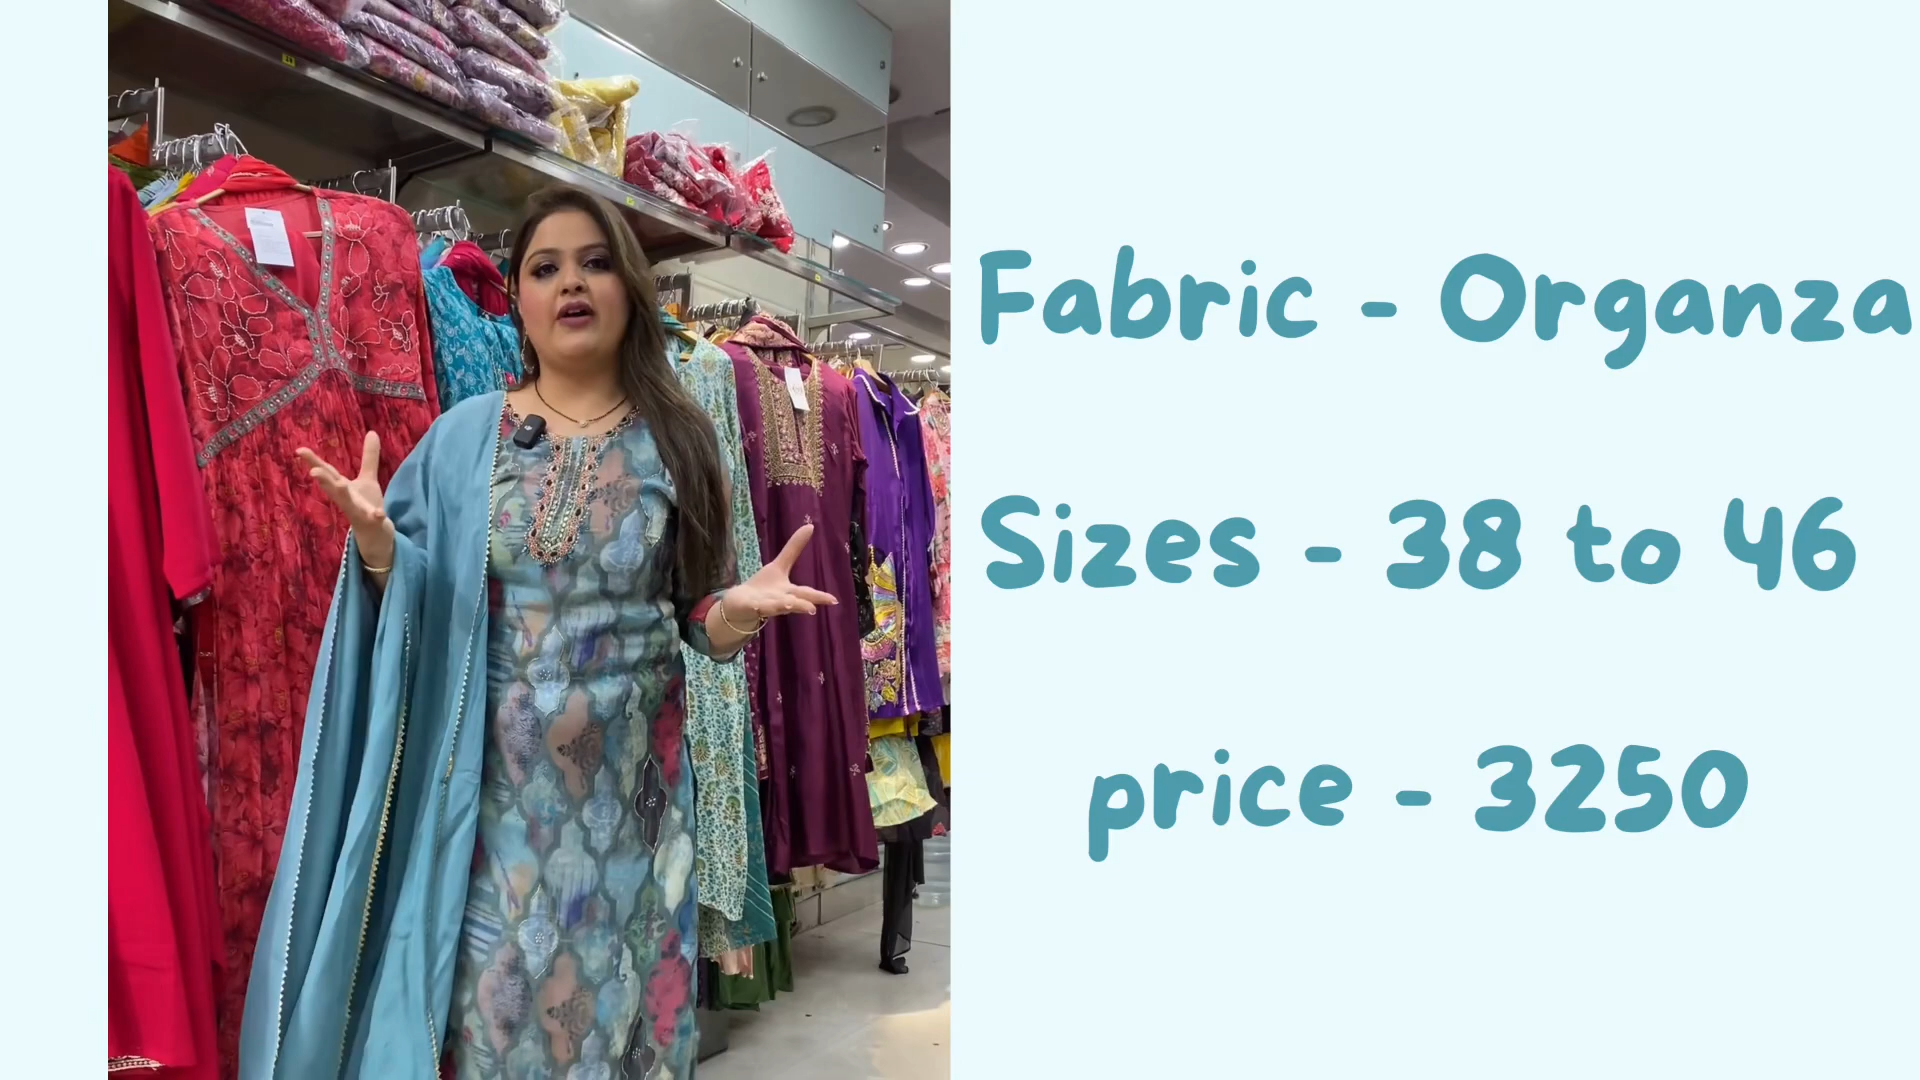 Fabric - Organza
Sizes - 38 to 46
price - 3250